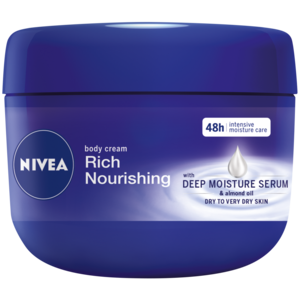 48h intensive
moisture care
body cream
NIVEA
Rich
Nourishing
with
DEEP MOISTURE SERUM
& almond oil
DRY TO VERY DRY SKIN